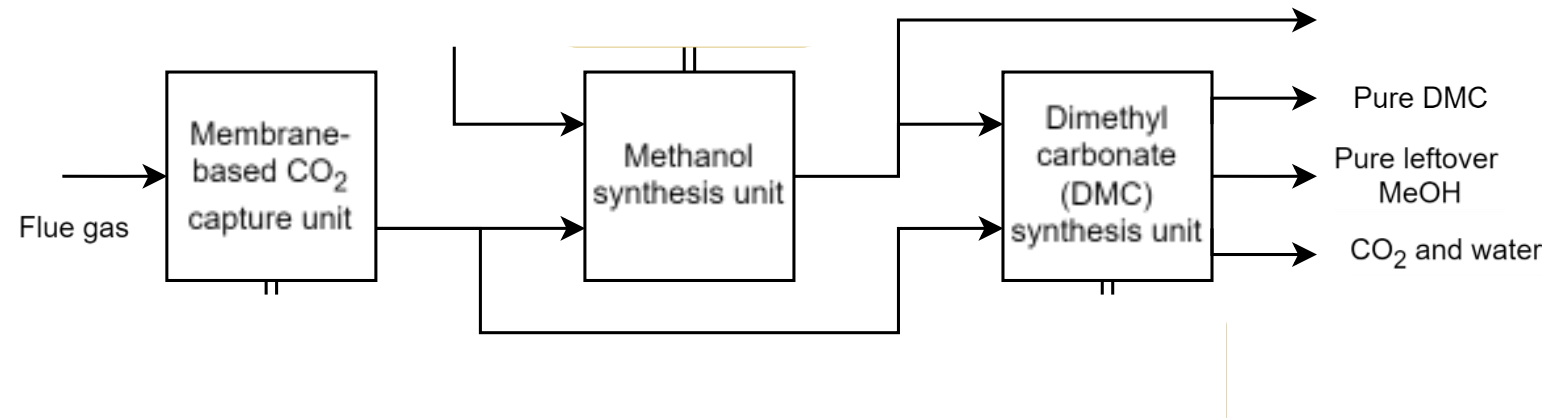 Flue gas
Membrane-
based CO₂
capture unit
Methanol
synthesis unit
Dimethyl
carbonate
(DMC)
synthesis unit
Pure DMC
Pure leftover
MeOH
CO₂ and water